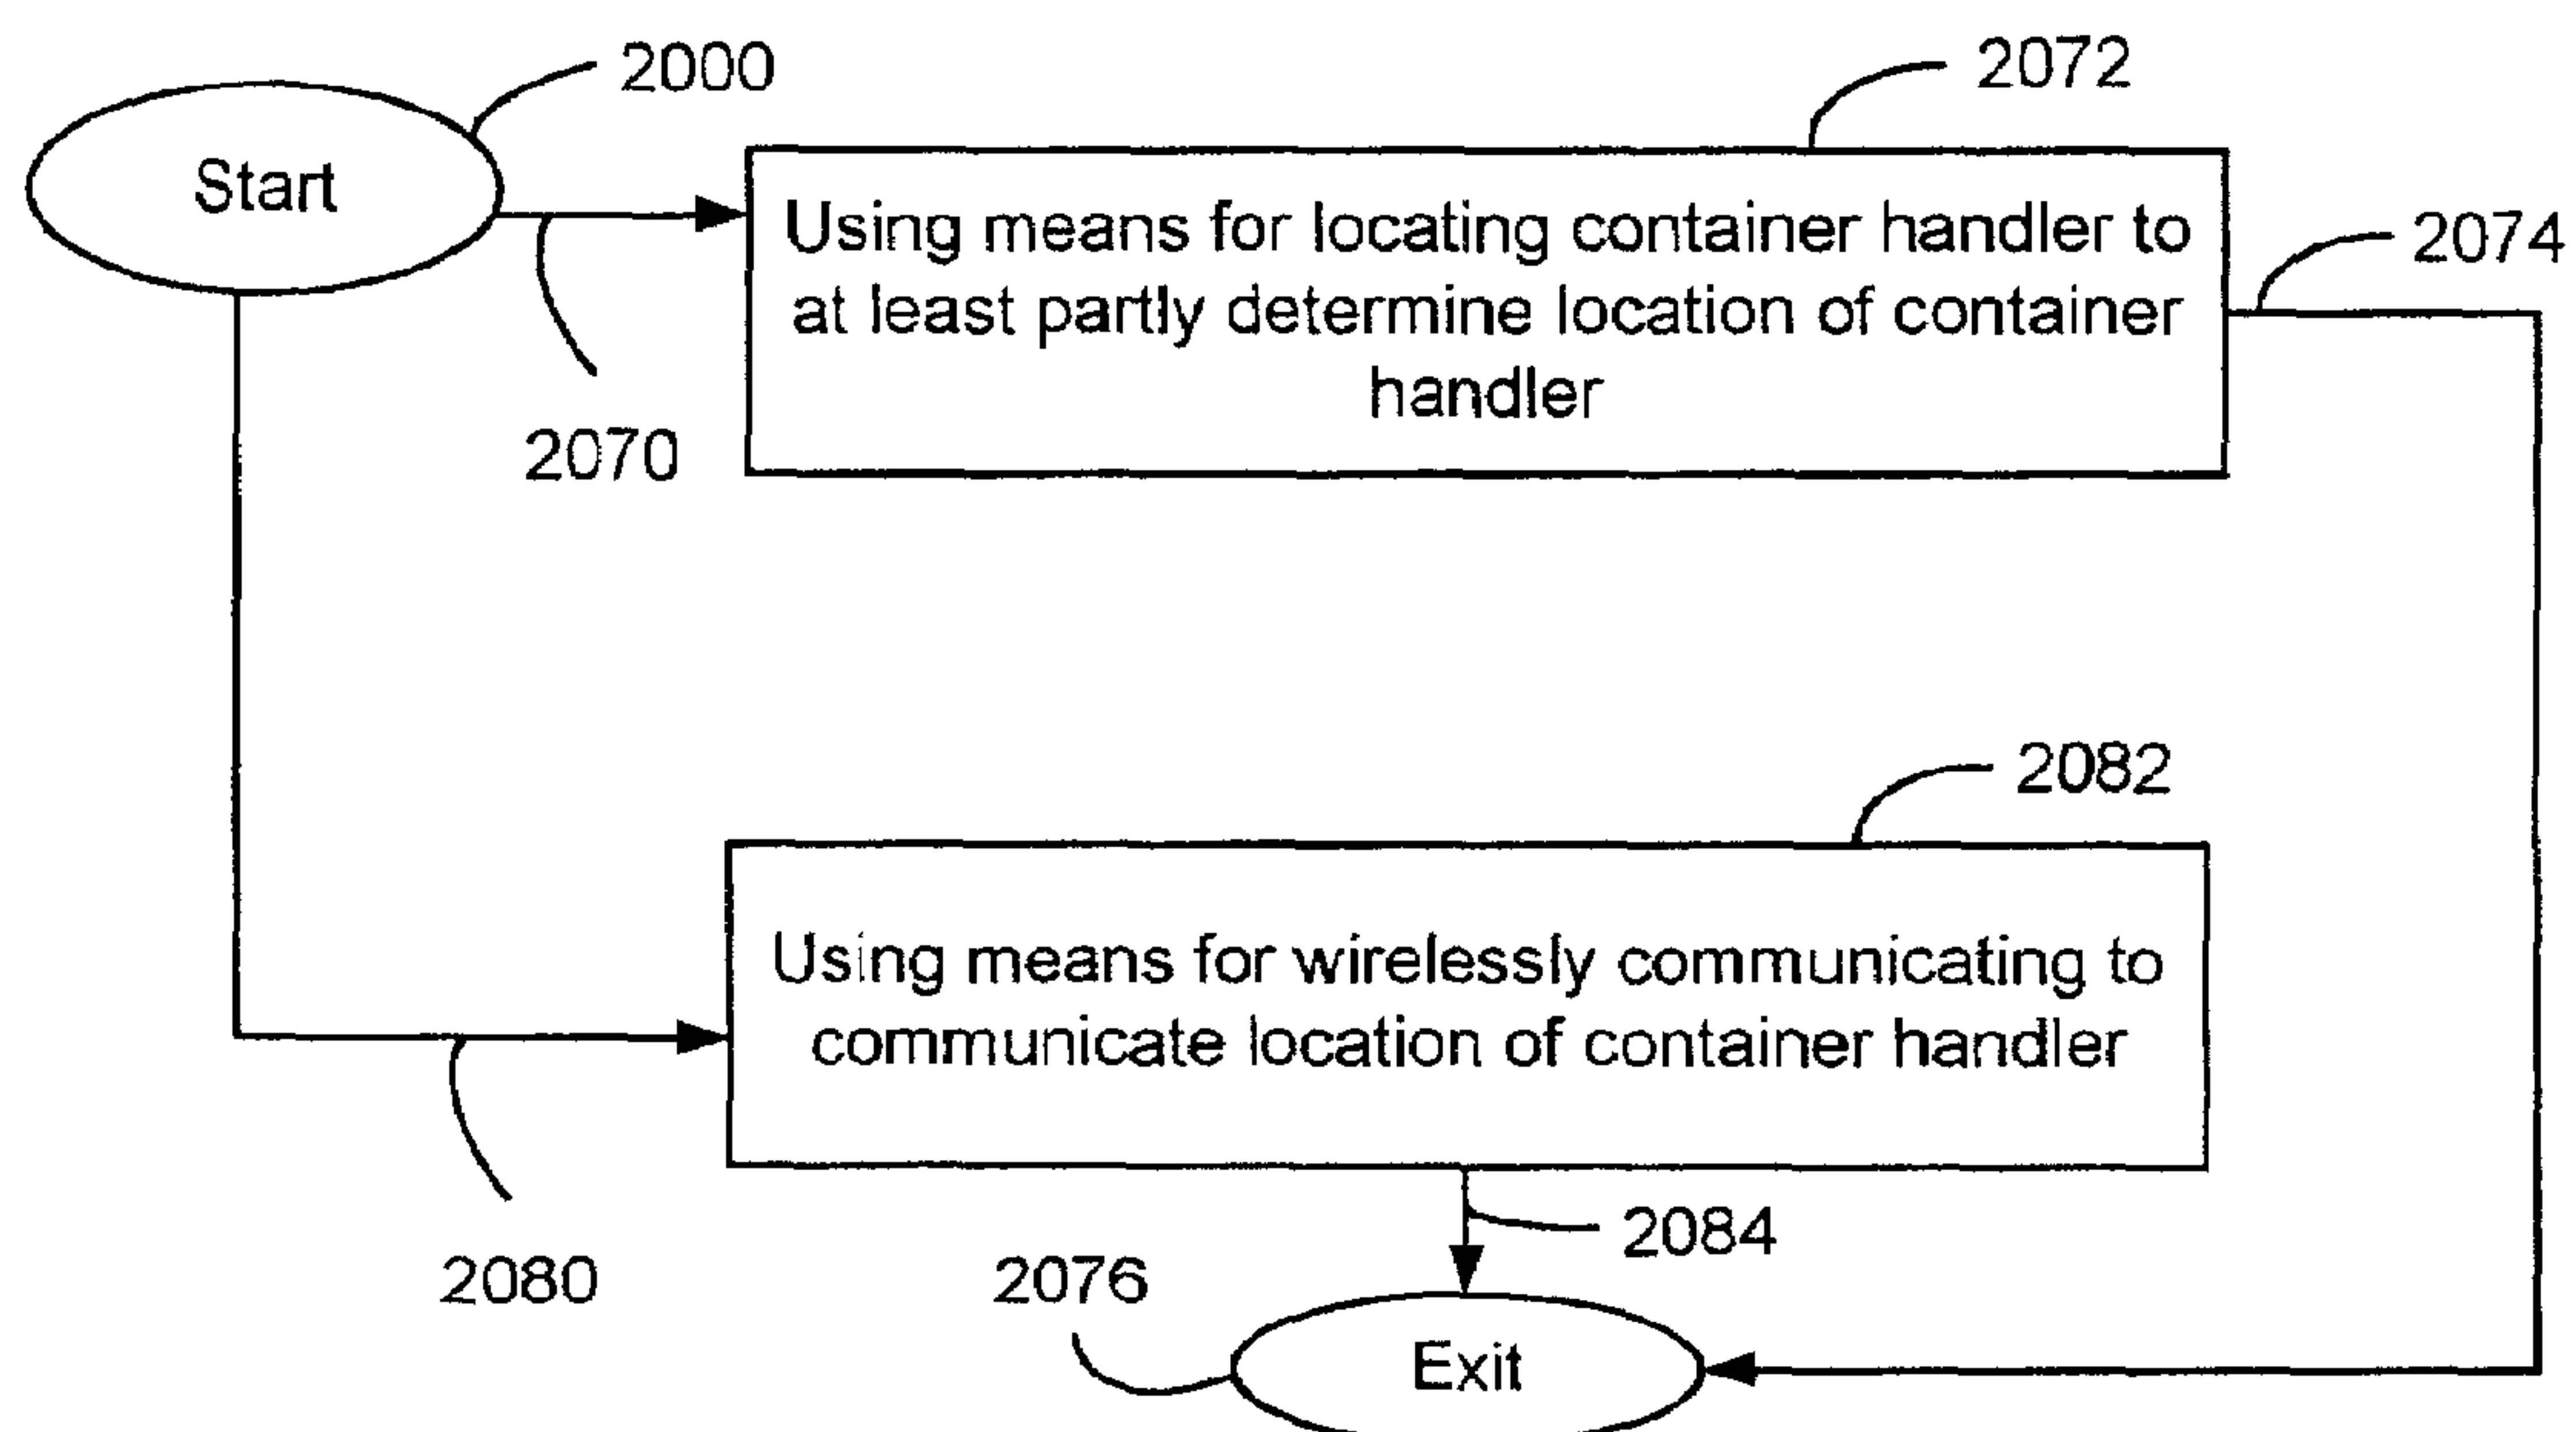 2000
Start
2072
Using means for locating container handler to
at least partly determine location of container
handler
2074
2070
2082
Using means for wirelessly communicating to
communicate location of container handler
2080
2084
2076
Exit